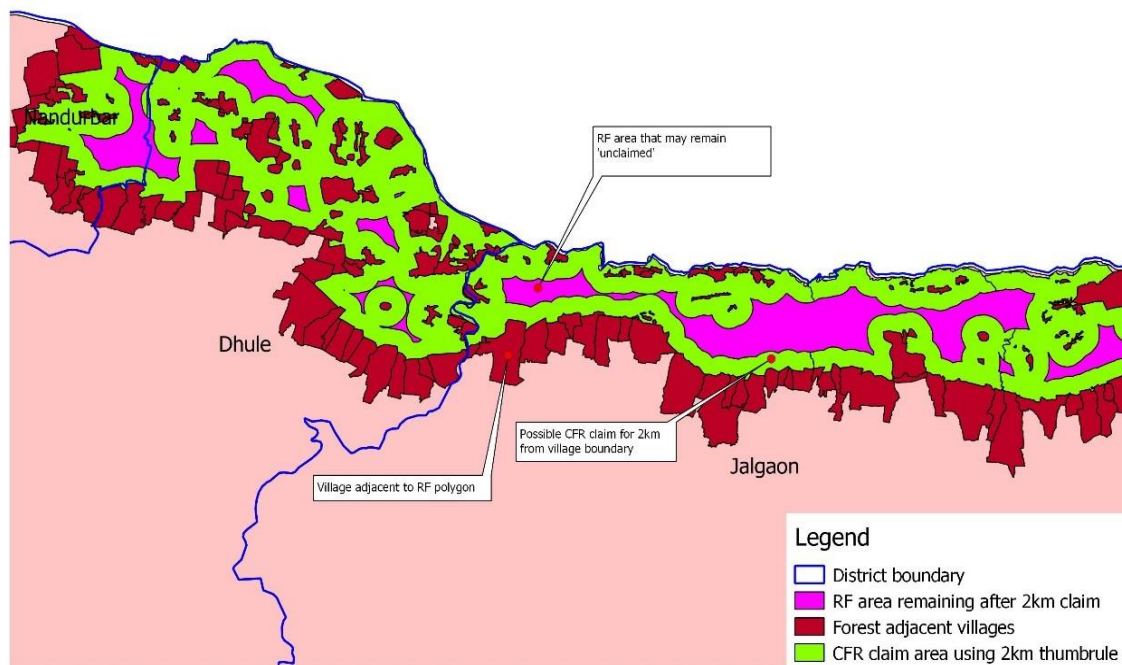 Nandurbar
RF area that may remain
'unclaimed'
Dhule
Possible CFR claim for 2km
from village boundary
Jalgaon
Village adjacent to RF polygon
Legend
District boundary
RF area remaining after 2km claim
Forest adjacent villages
CFR claim area using 2km thumbrule